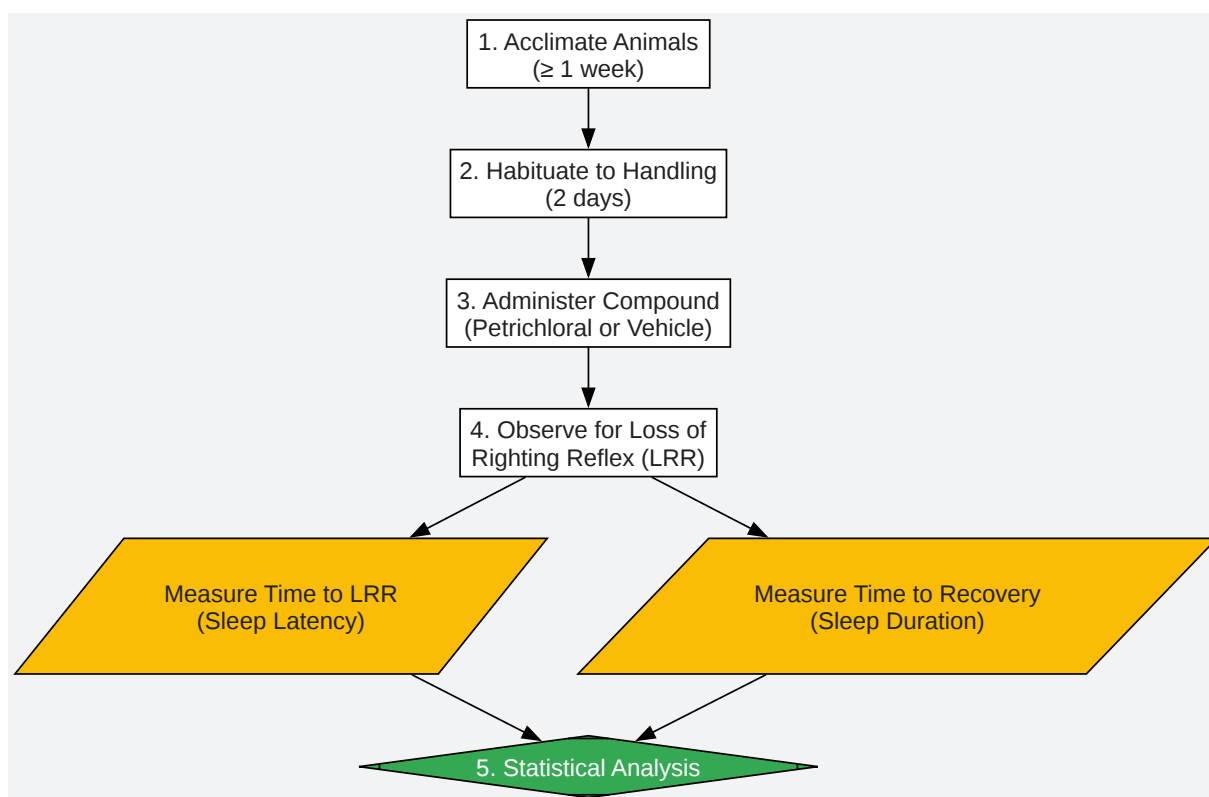 1. Acclimate Animals
(≥ 1 week)
2. Habituate to Handling
(2 days)
3. Administer Compound
(Petrichloral or Vehicle)
4. Observe for Loss of
Righting Reflex (LRR)
Measure Time to LRR
(Sleep Latency)
Measure Time to Recovery
(Sleep Duration)
5. Statistical Analysis